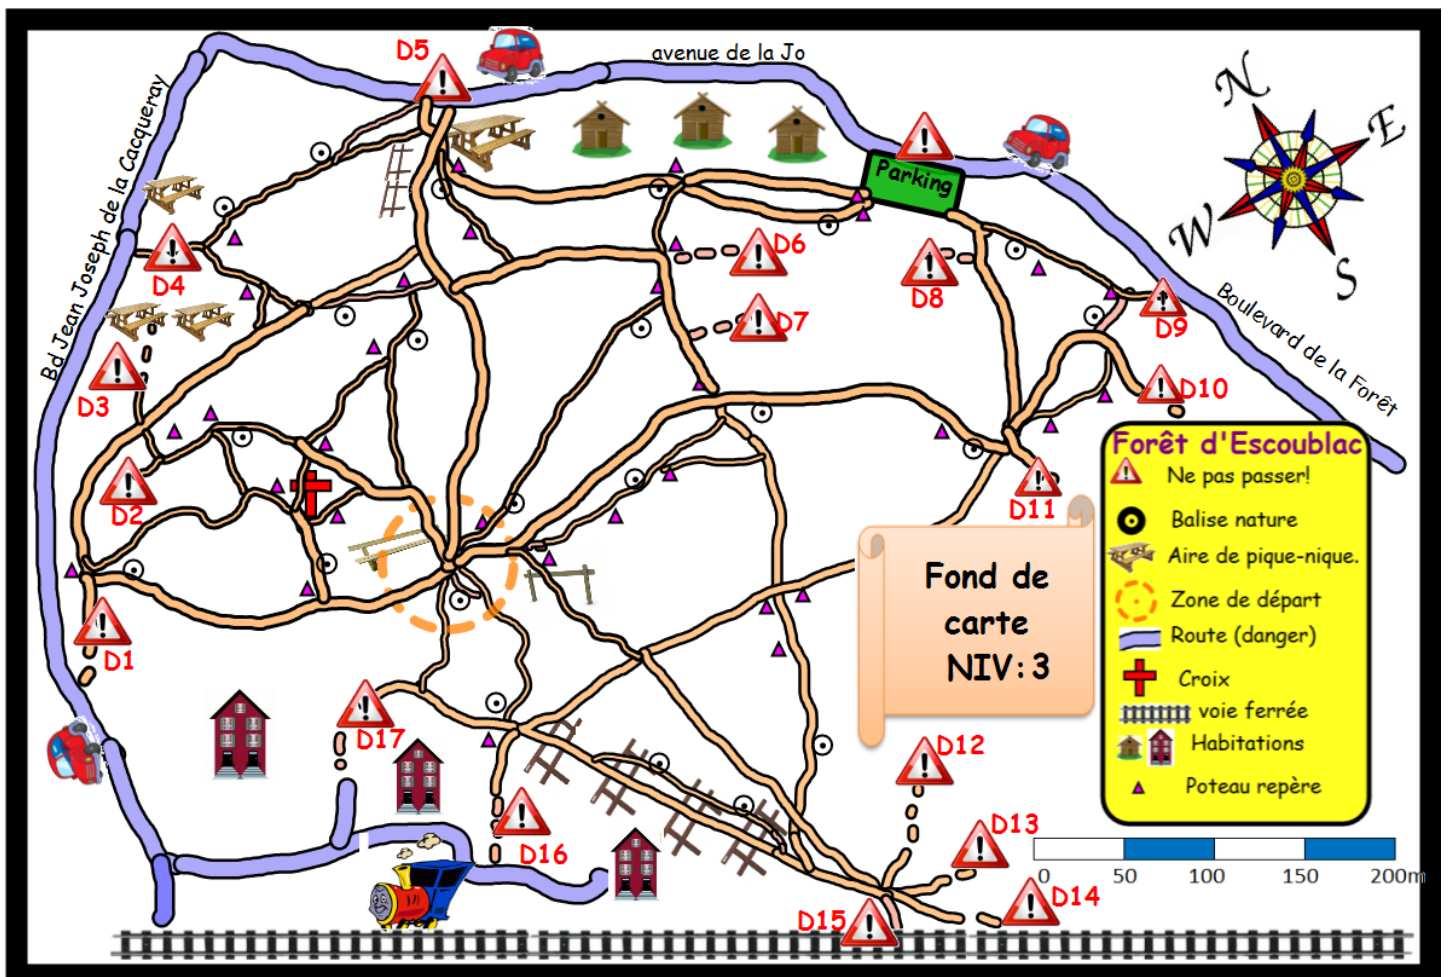 D5
avenue de la Jo
N
E
W
S
Bd Jean Joseph de la Cacqueray
Parking
D4
D6
D8
D7
D9
Boulevard de la Forêt
D3
D10
D2
D11
D1
D17
D16
D12
D13
D14
D15
Fond de
carte
NIV: 3
Forêt d'Escoublac
Ne pas passer!
Balise nature
Aire de pique-nique.
Zone de départ
Route (danger)
Croix
voie ferrée
Habitations
Poteau repère
0 50 100 150 200m